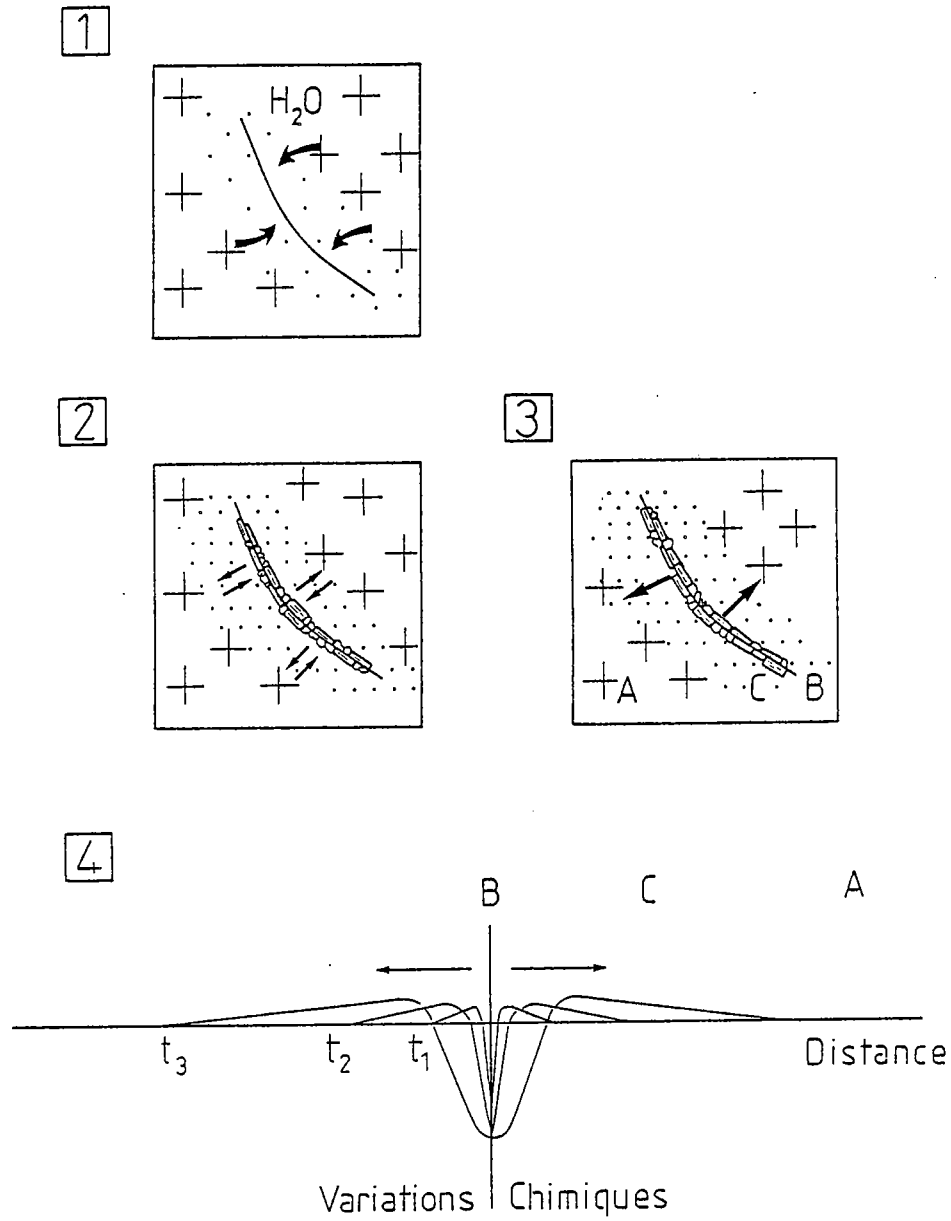 1
H₂O
2
3
A C B
4
B C A
t₃ t₂ t₁ Distance
Variations Chimiques